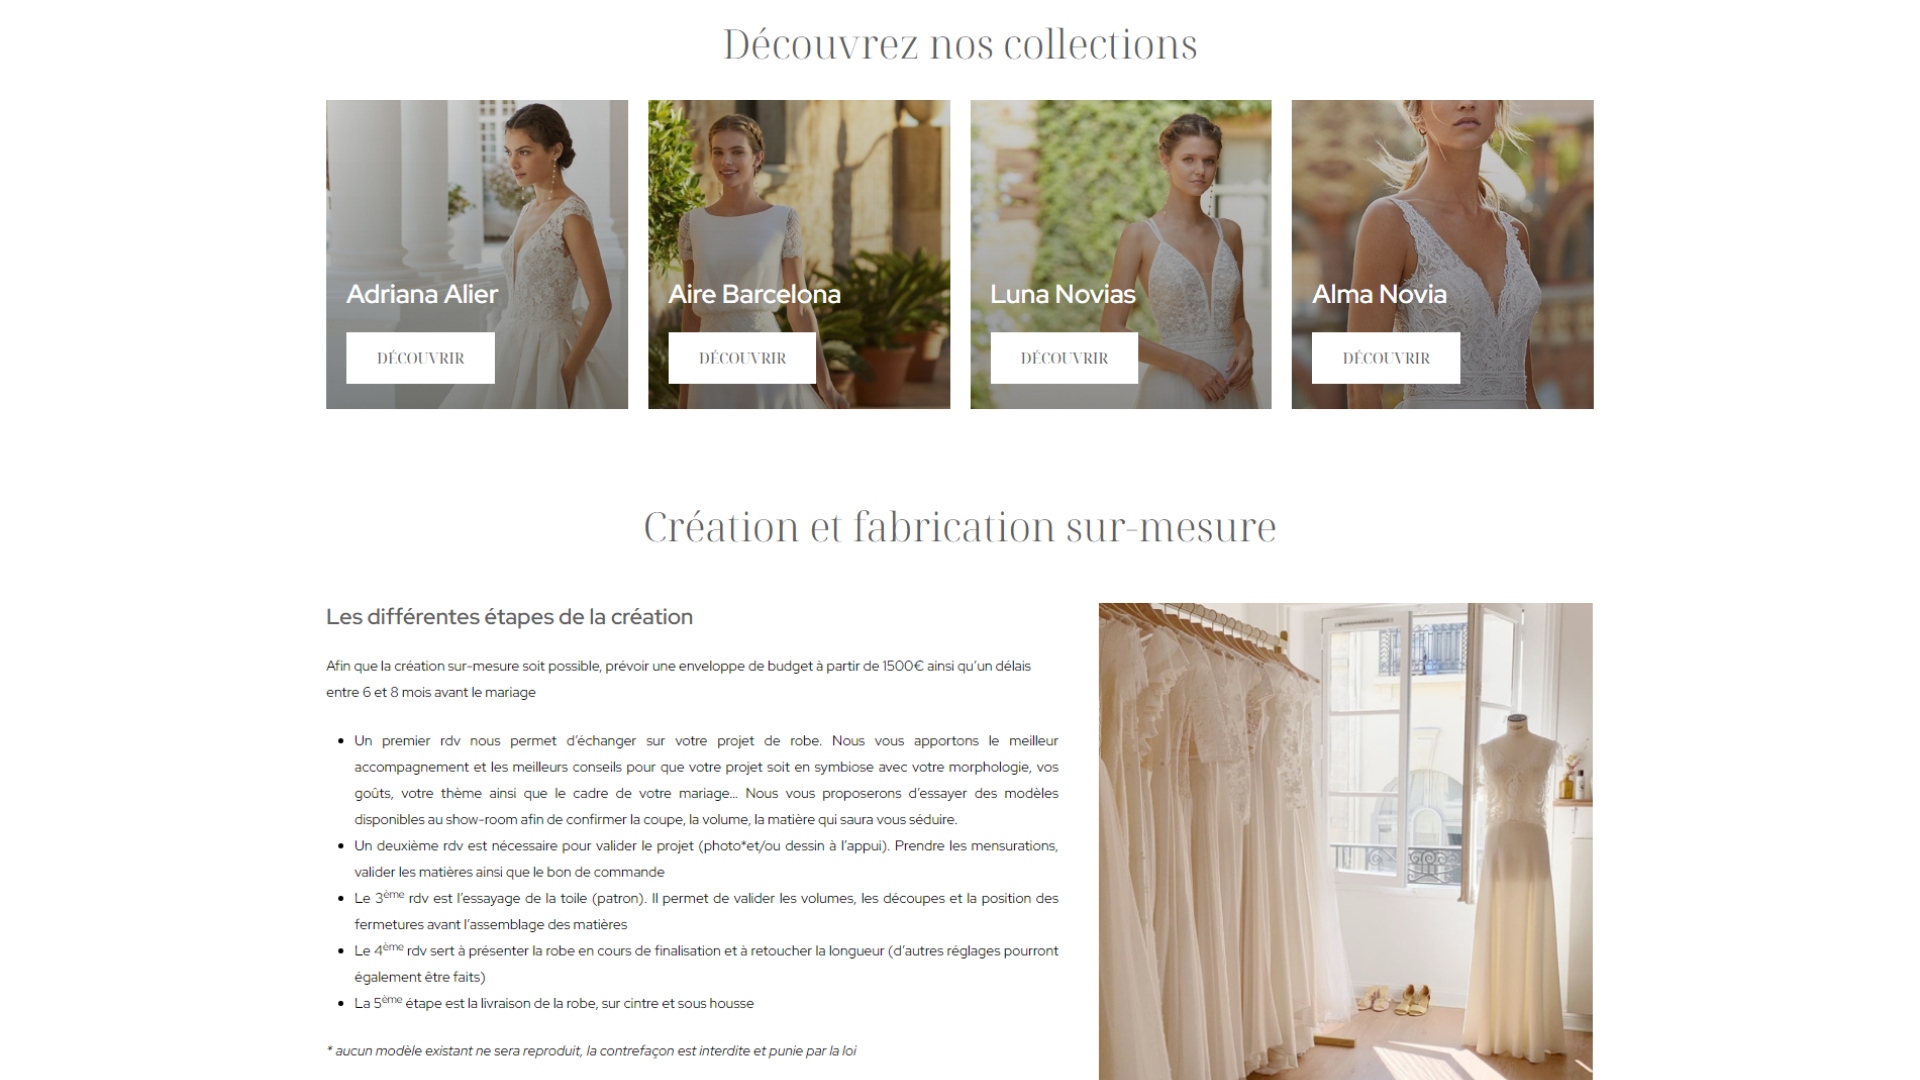 Découvrez nos collections
Adriana Alier
Aire Barcelona
Luna Novias
Alma Novia
DÉCOUVRIR
DÉCOUVRIR
DÉCOUVRIR
DÉCOUVRIR
Création et fabrication sur-mesure
Les différentes étapes de la création
Afin que la création sur-mesure soit possible, prévoir une enveloppe de budget à partir de 1500€ ainsi qu’un délais
entre 6 et 8 mois avant le mariage
• Un premier rdv nous permet d’échanger sur votre projet de robe. Nous vous apportons le meilleur
accompagnement et les meilleurs conseils pour que votre projet soit en symbiose avec votre morphologie, vos
goûts, votre thème ainsi que le cadre de votre mariage… Nous vous proposerons d’essayer des modèles
disponibles au show-room afin de confirmer la coupe, la volume, la matière qui saura vous séduire.
• Un deuxième rdv est nécessaire pour valider le projet (photo*et/ou dessin à l’appui). Prendre les mensurations,
valider les matières ainsi que le bon de commande
• Le 3ème rdv est l’essayage de la toile (patron). Il permet de valider les volumes, les découpes et la position des
fermetures avant l’assemblage des matières
• Le 4ème rdv sert à présenter la robe en cours de finalisation et à retoucher la longueur (d’autres réglages pourront
également être faits)
• La 5ème étape est la livraison de la robe, sur cintre et sous housse
* aucun modèle existant ne sera reproduit, la contrefaçon est interdite et punie par la loi